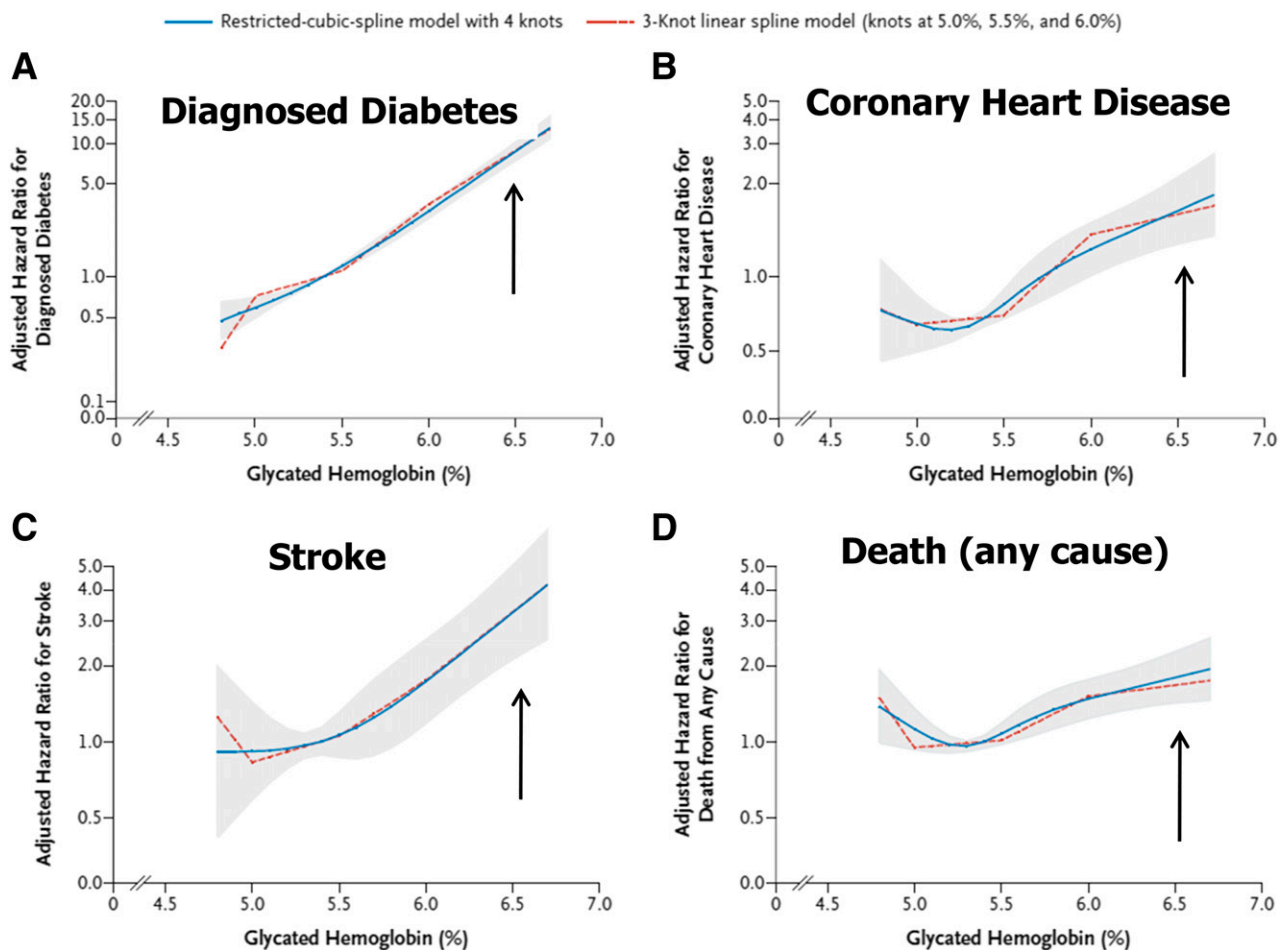 Restricted-cubic-spline model with 4 knots
3-Knot linear spline model (knots at 5.0%, 5.5%, and 6.0%)
A
Diagnosed Diabetes
Adjusted Hazard Ratio for
Diagnosed Diabetes
20.0
15.0
10.0
5.0
1.0
0.5
0.1
0.0
0 4.5 5.0 5.5 6.0 6.5 7.0
Glycated Hemoglobin (%)
B
Coronary Heart Disease
Adjusted Hazard Ratio for
Coronary Heart Disease
5.0
4.0
3.0
2.0
1.0
0.5
0.0
0 4.5 5.0 5.5 6.0 6.5 7.0
Glycated Hemoglobin (%)
C
Stroke
Adjusted Hazard Ratio for Stroke
5.0
4.0
3.0
2.0
1.0
0.5
0.0
0 4.5 5.0 5.5 6.0 6.5 7.0
Glycated Hemoglobin (%)
D
Death (any cause)
Adjusted Hazard Ratio for
Death from Any Cause
5.0
4.0
3.0
2.0
1.0
0.5
0.0
0 4.5 5.0 5.5 6.0 6.5 7.0
Glycated Hemoglobin (%)